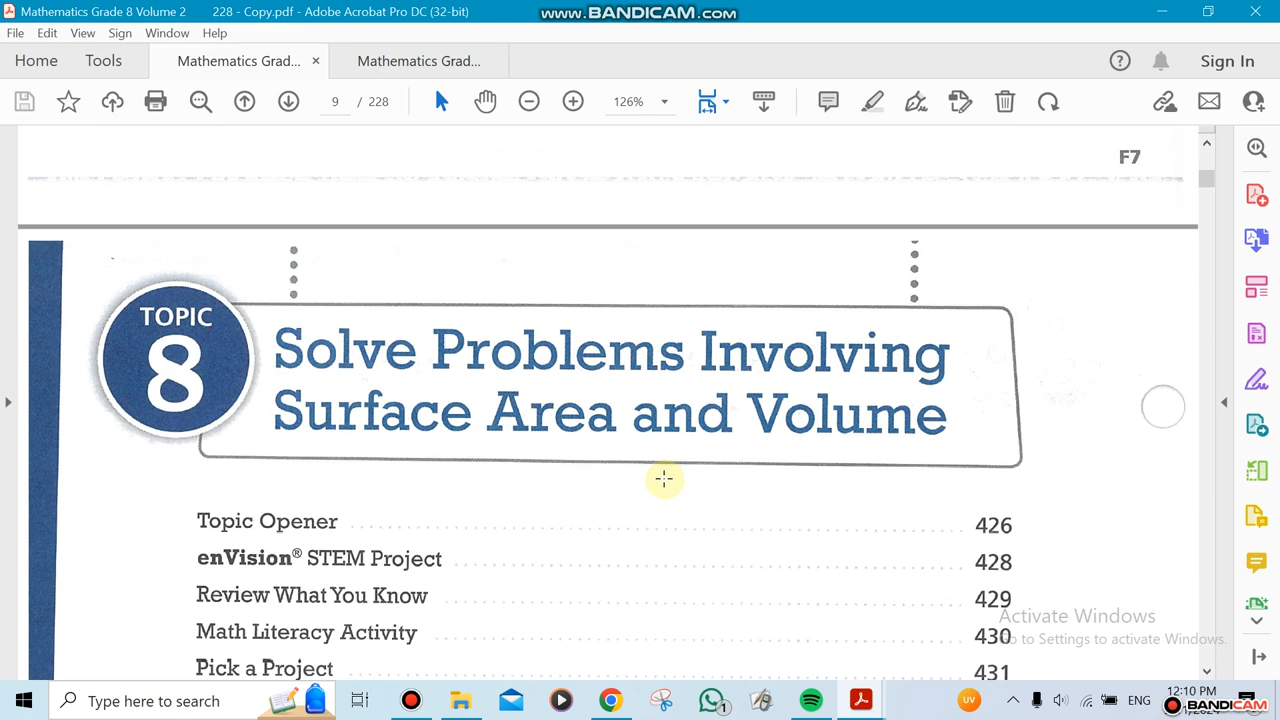 Mathematics Grade 8 Volume 2 228 - Copy.pdf - Adobe Acrobat Pro DC (32-bit)
www.BANDICAM.com
File Edit View Sign Window Help
Home Tools Mathematics Grad... × Mathematics Grad... Sign In
9 / 228 126%
F7
TOPIC
8
Solve Problems Involving
Surface Area and Volume
Topic Opener 426
enVision® STEM Project 428
Review What You Know 429
Math Literacy Activity 430
Pick a Project 431
Activate Windows
Go to Settings to activate Windows.
Type here to search
1
UV
ENG
12:10 PM
BANDICAM